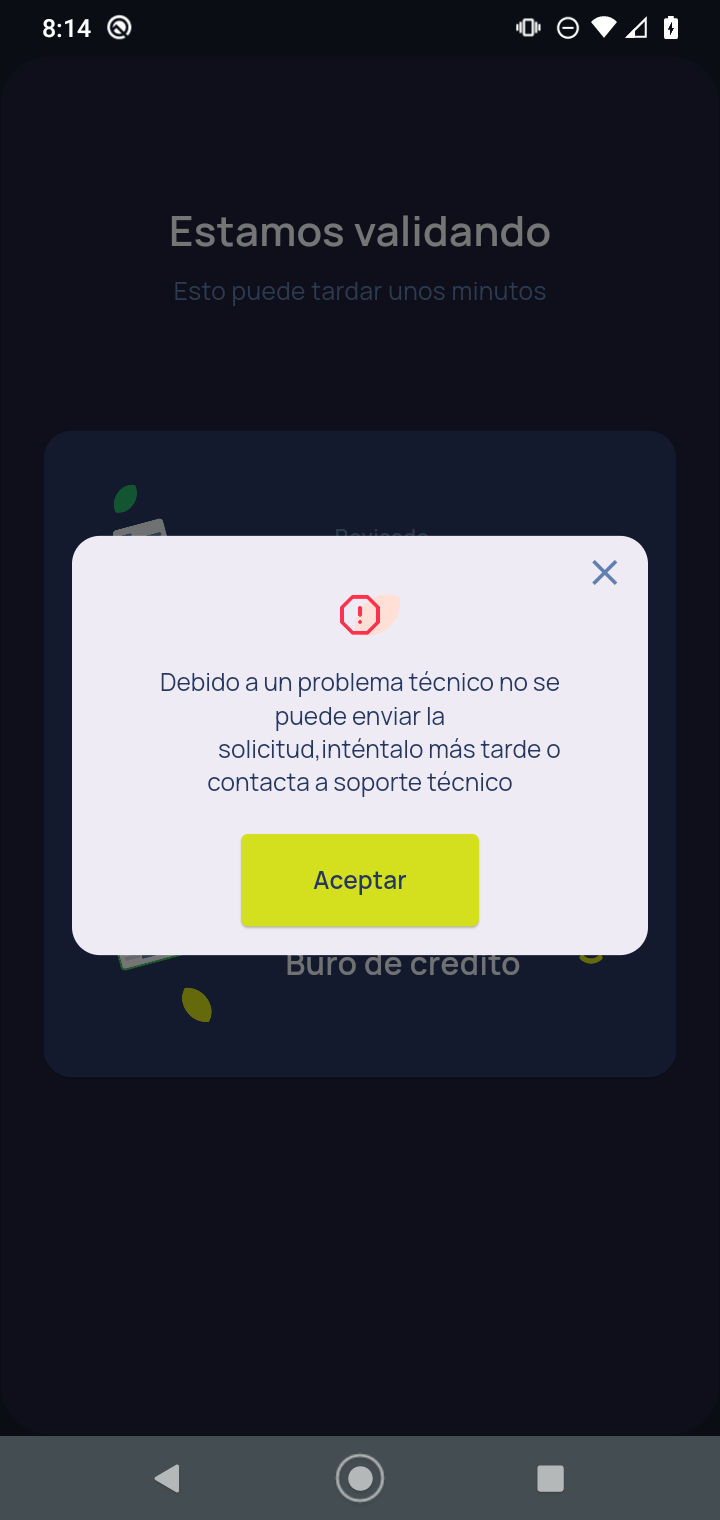 8:14
Estamos validando
Esto puede tardar unos minutos
Debido a un problema técnico no se
puede enviar la
solicitud,inténtalo más tarde o
contacta a soporte técnico
Aceptar
Buro de credito